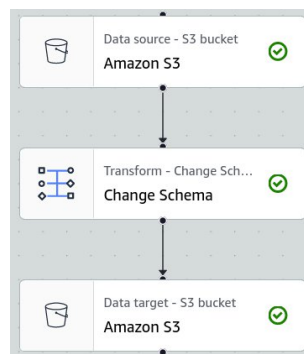 Data source - S3 bucket
Amazon S3
Transform - Change Sch...
Change Schema
Data target - S3 bucket
Amazon S3